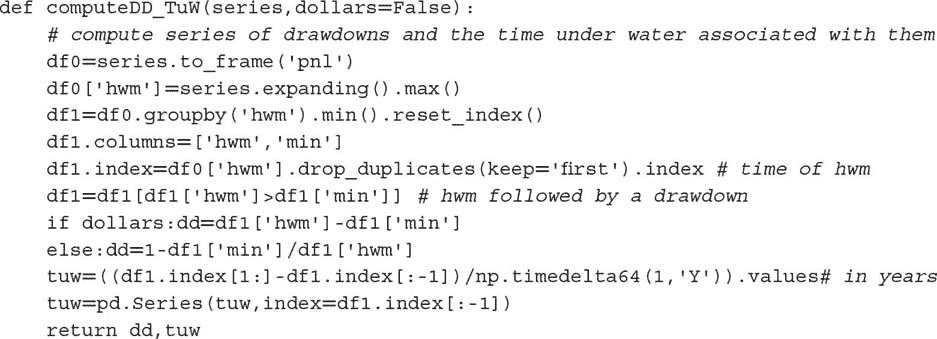 def computeDD_TuW(series,dollars=False):
    # compute series of drawdowns and the time under water associated with them
    df0=series.to_frame('pnl')
    df0['hwm']=series.expanding().max()
    df1=df0.groupby('hwm').min().reset_index()
    df1.columns=['hwm','min']
    df1.index=df0['hwm'].drop_duplicates(keep='first').index # time of hwm
    df1=df1[df1['hwm']>df1['min']] # hwm followed by a drawdown
    if dollars:dd=df1['hwm']-df1['min']
    else:dd=1-df1['min']/df1['hwm']
    tuw=((df1.index[1:]-df1.index[:-1])/np.timedelta64(1,'Y')).values# in years
    tuw=pd.Series(tuw,index=df1.index[:-1])
    return dd,tuw